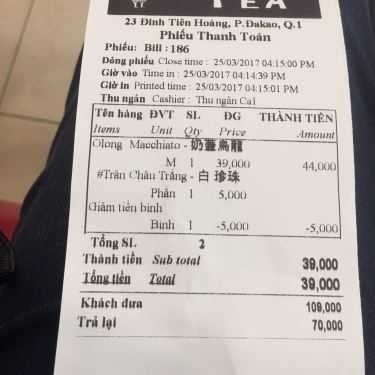 TEA
23 Đinh Tiên Hoàng, P.Đakao, Q.1
Phiếu Thanh Toán
Phiếu: Bill : 186
Đóng phiếu Close time : 25/03/2017 04:15:00 PM
Giờ vào Time in : 25/03/2017 04:14:39 PM
Giờ in Printed time : 25/03/2017 04:15:01 PM
Thu ngân Cashier : Thu ngân Ca1
Tên hàng ĐVT SL ĐG THÀNH TIỀN
Items Unit Qty Price Amount
Olong Macchiato - 奶蓋烏龍
M 1 39,000 44,000
#Trân Châu Trắng - 白 珍珠
Phần 1 5,000
Giảm tiền bình
Bình 1 -5,000 -5,000
Tổng SL 2
Thành tiền Sub total 39,000
Tổng tiền Total 39,000
Khách đưa 109,000
Trả lại 70,000